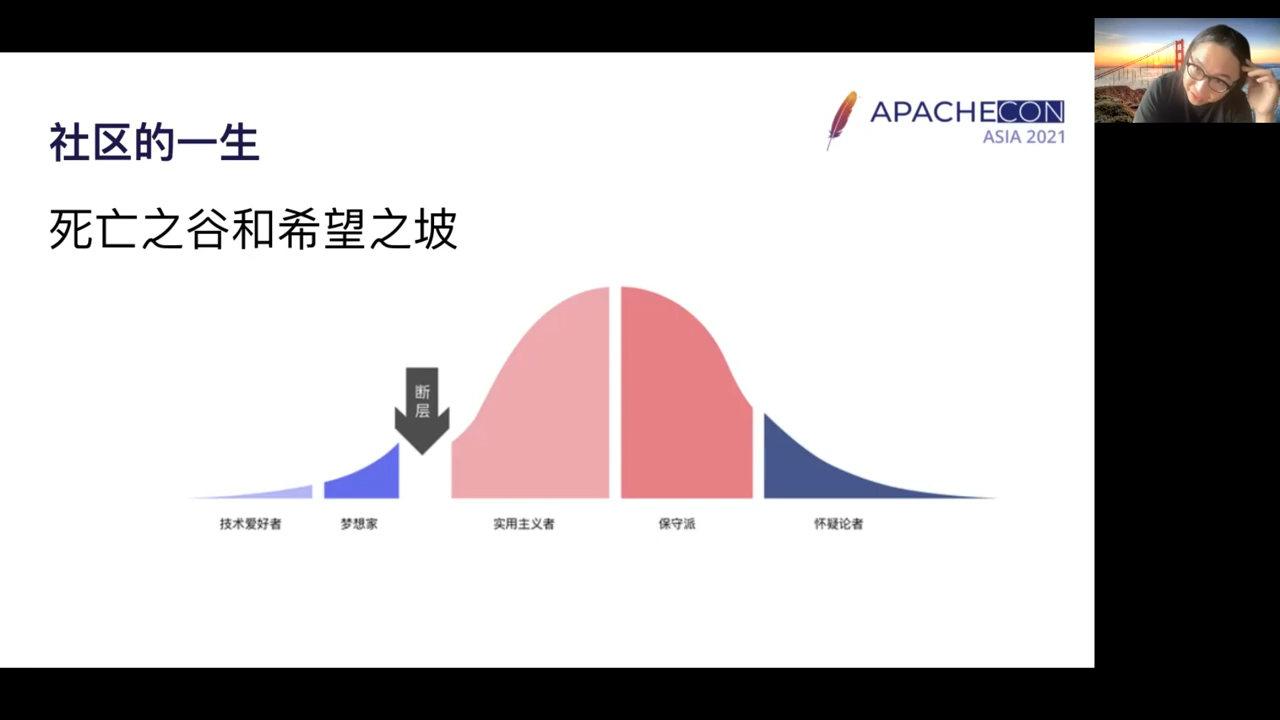 社区的一生
APACHECON
ASIA 2021
死亡之谷和希望之坡
断
层
技术爱好者
梦想家
实用主义者
保守派
怀疑论者